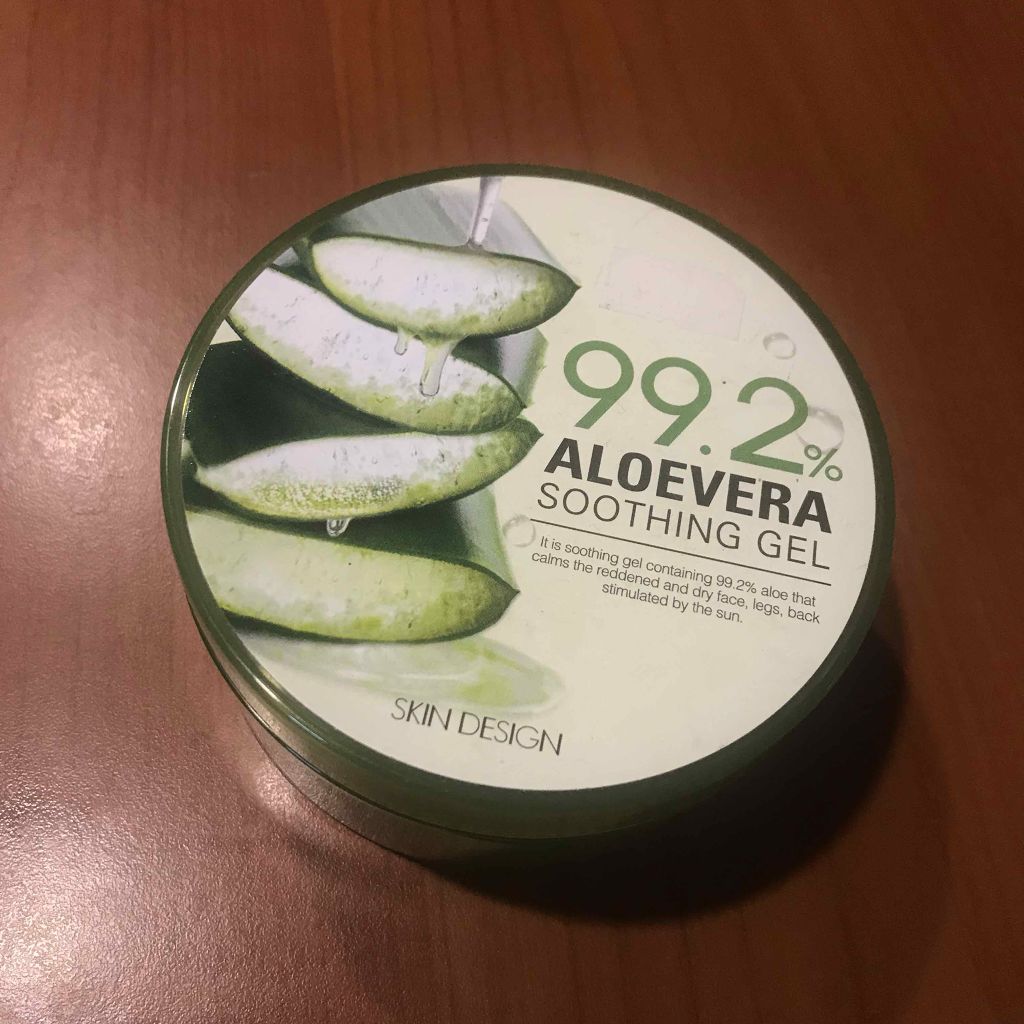 99.2%
ALOEVERA
SOOTHING GEL
It is soothing gel containing 99.2% aloe that
calms the reddened and dry face, legs, back
stimulated by the sun.
SKIN DESIGN